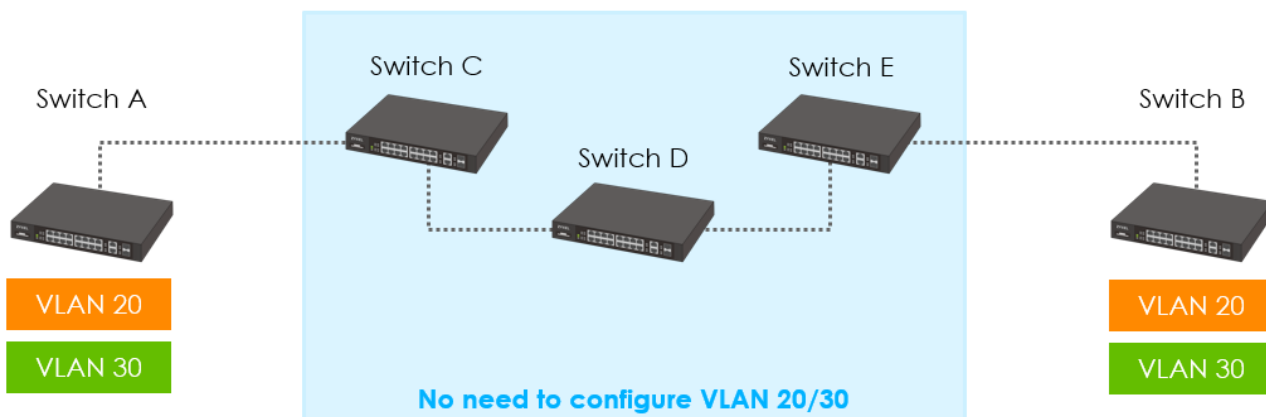 Switch C
Switch E
Switch A
Switch B
Switch D
VLAN 20
VLAN 30
VLAN 20
VLAN 30
No need to configure VLAN 20/30